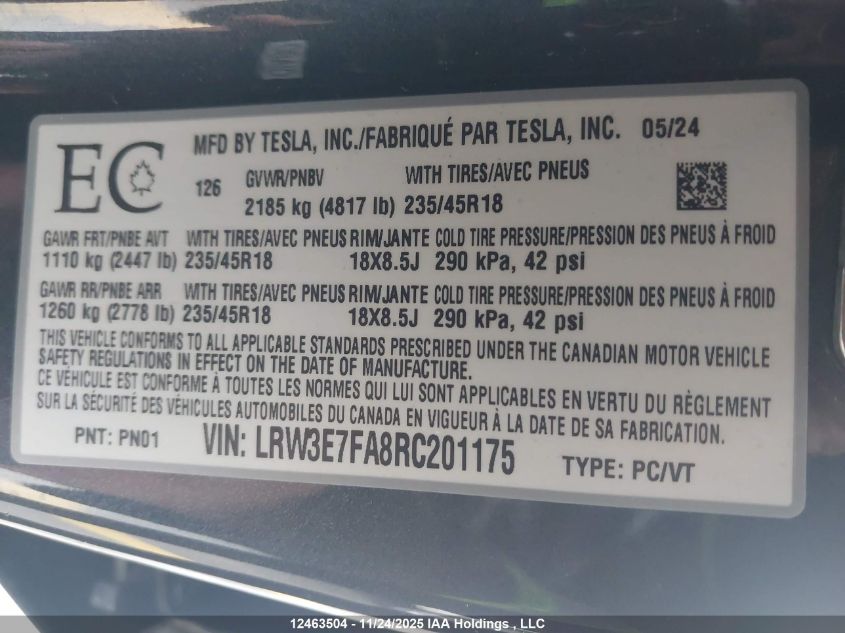 EC
MFD BY TESLA, INC./FABRIQUÉ PAR TESLA, INC. 05/24
126 GVWR/PNBV WITH TIRES/AVEC PNEUS
2185 kg (4817 lb) 235/45R18
GAWR FRT/PNBE AVT WITH TIRES/AVEC PNEUS RIM/JANTE COLD TIRE PRESSURE/PRESSION DES PNEUS À FROID
1110 kg (2447 lb) 235/45R18 18X8.5J 290 kPa, 42 psi
GAWR RR/PNBE ARR WITH TIRES/AVEC PNEUS RIM/JANTE COLD TIRE PRESSURE/PRESSION DES PNEUS À FROID
1260 kg (2778 lb) 235/45R18 18X8.5J 290 kPa, 42 psi
THIS VEHICLE CONFORMS TO ALL APPLICABLE STANDARDS PRESCRIBED UNDER THE CANADIAN MOTOR VEHICLE
SAFETY REGULATIONS IN EFFECT ON THE DATE OF MANUFACTURE.
CE VÉHICULE EST CONFORME À TOUTES LES NORMES QUI LUI SONT APPLICABLES EN VERTU DU RÈGLEMENT
SUR LA SÉCURITÉ DES VÉHICULES AUTOMOBILES DU CANADA EN VIGUEUR À LA DATE DE SA FABRICATION.
PNT: PN01 VIN: LRW3E7FA8RC201175 TYPE: PC/VT
12463504 - 11/24/2025 IAA Holdings , LLC